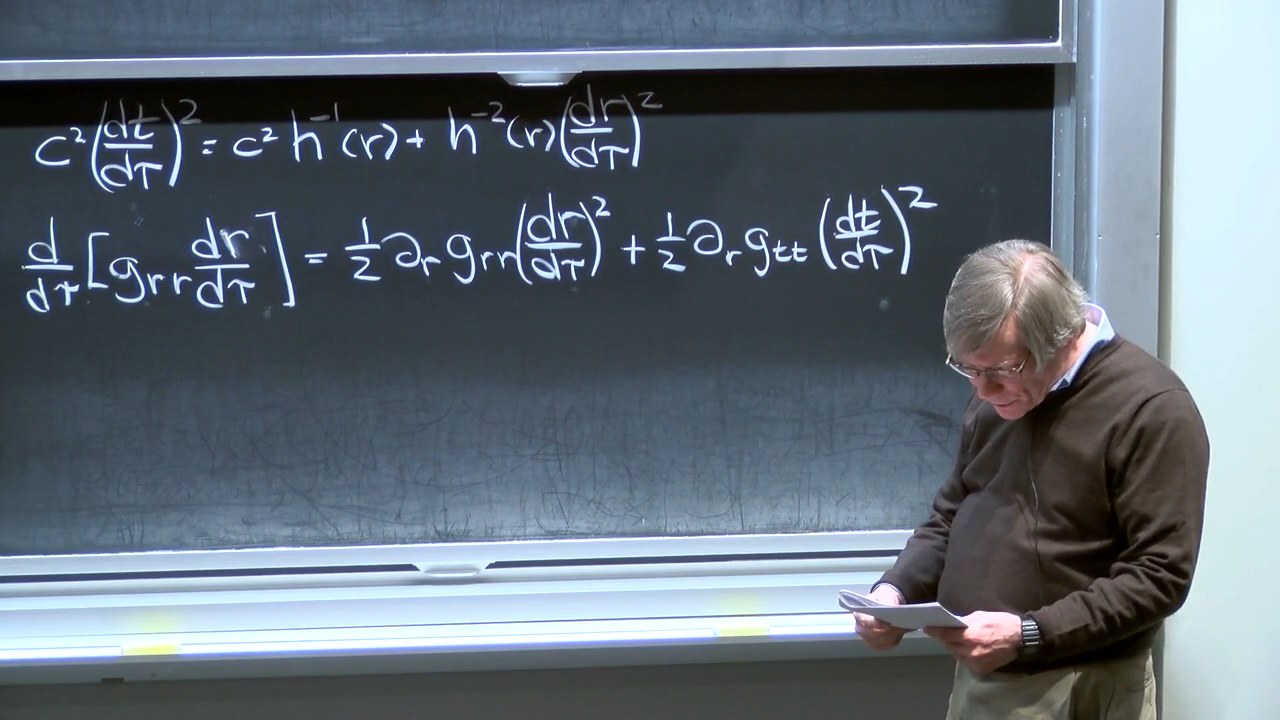 c²(dt/dτ)² = c² h⁻¹(r) + h⁻²(r)(dr/dτ)²
d/dτ[g_rr dr/dτ] = ½ ∂_r g_rr (dr/dτ)² + ½ ∂_r g_tt (dt/dτ)²